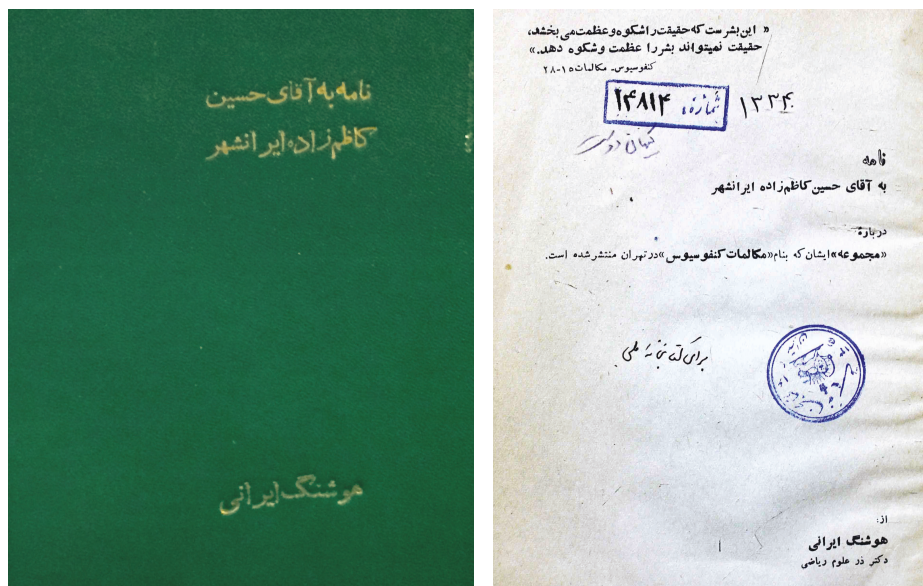 نامه به آقای حسین
کاظم‌زاده ایرانشهر
هوشنگ ایرانی
« این بشر ست که حقیقت را شکوه و عظمت می بخشد،
حقیقت نمیتواند بشر را عظمت و شکوه دهد.»
کنفوسیوس- مکالمات ۱۵-۲۸
شماره، ۱۴۸۱۴
۱۳۳۴
نامه
به آقای حسین کاظم‌زاده ایرانشهر
دربارهٔ
«مجموعه» ایشان که بنام «مکالمات کنفوسیوس» در تهران منتشر شده است.
برای کتابخانهٔ ملی
از:
هوشنگ ایرانی
دکتر در علوم ریاضی